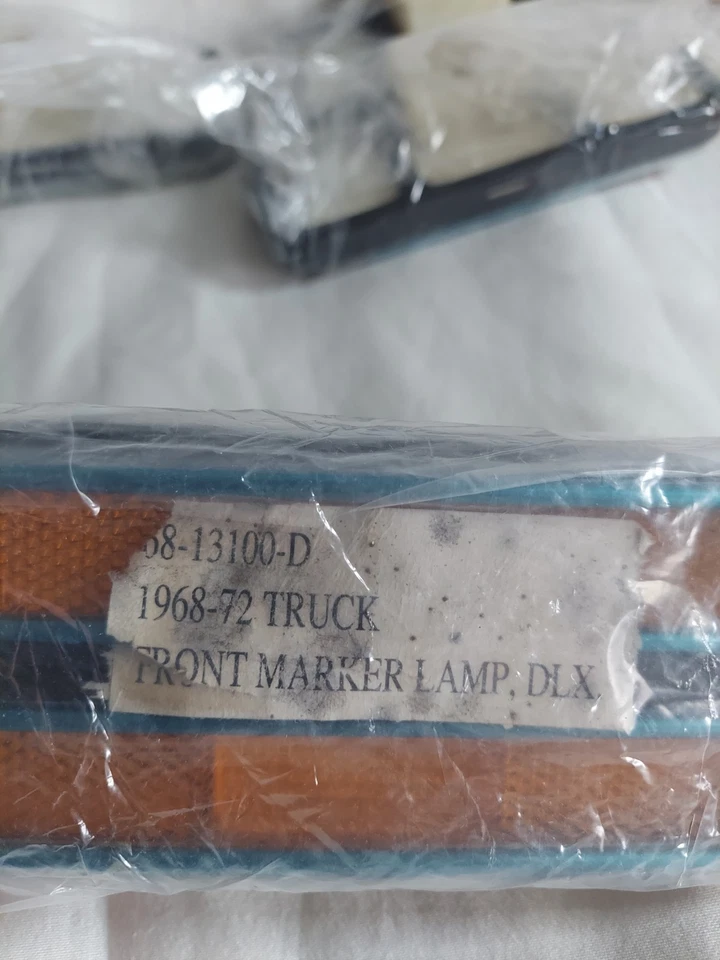 68-13100-D
1968-72 TRUCK
FRONT MARKER LAMP, DLX.